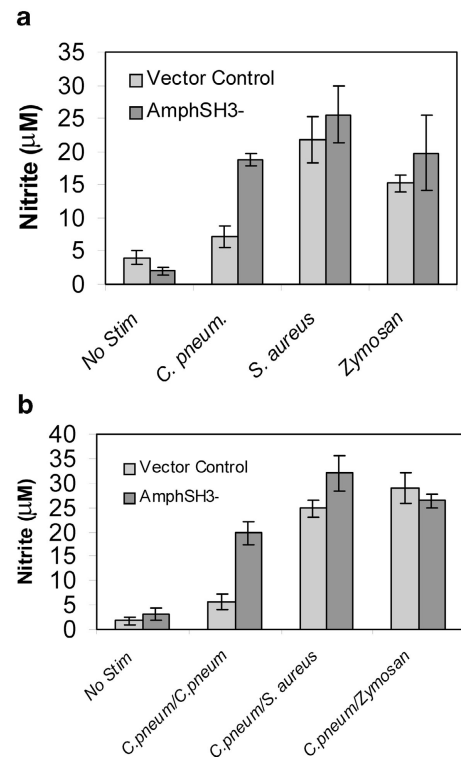 a
35
30
25
20
15
10
5
0
Nitrite (µM)
Vector Control
AmphSH3-
No Stim
C. pneum.
S. aureus
Zymosan
b
40
35
30
25
20
15
10
5
0
Nitrite (µM)
Vector Control
AmphSH3-
No Stim
C.pneum/C.pneum
C.pneum/S. aureus
C.pneum/Zymosan